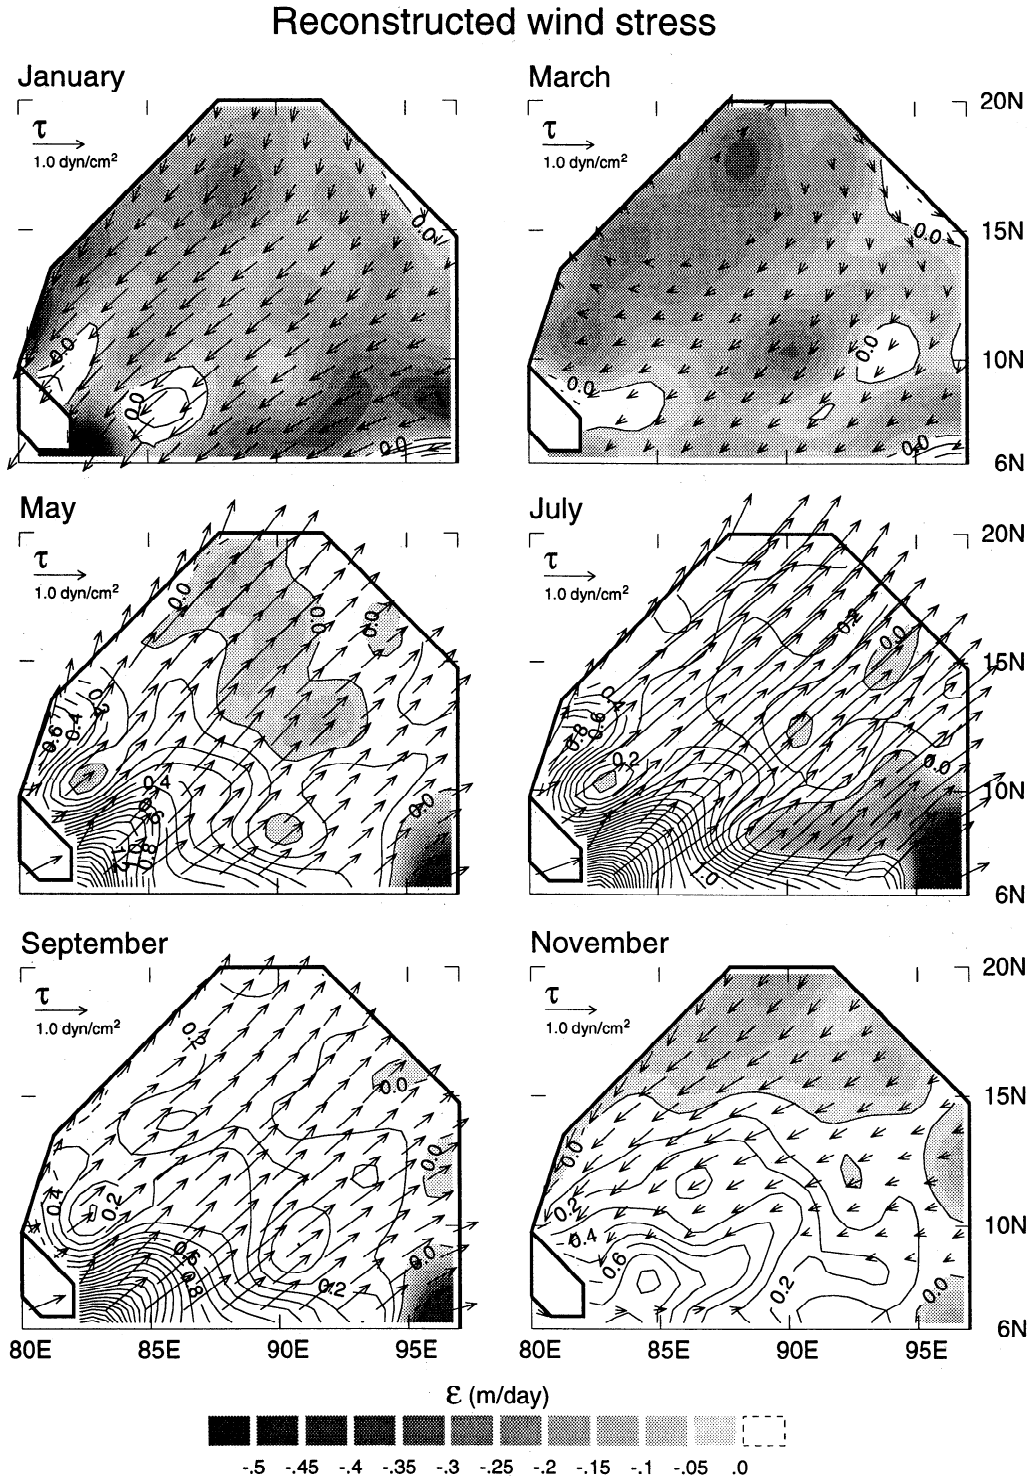 Reconstructed wind stress
January
March
20N
τ
1.0 dyn/cm2
τ
1.0 dyn/cm2
0.0
0.0
15N
0.0
0.0
0.0
0.0
0.0
0.0
10N
6N
May
July
20N
τ
1.0 dyn/cm2
τ
1.0 dyn/cm2
0.0
0.0
0.0
0.2
0.0
15N
0.6
0.4
0.8
0.6
0.4
0.8
0.2
0.0
0.0
1.0
10N
6N
September
November
20N
τ
1.0 dyn/cm2
τ
1.0 dyn/cm2
0.2
0.0
15N
0.0
0.0
0.4
0.2
0.2
0.4
0.6
10N
0.6
0.8
0.0
0.2
0.2
0.0
6N
80E 85E 90E 95E 80E 85E 90E 95E
ε (m/day)
-.5 -.45 -.4 -.35 -.3 -.25 -.2 -.15 -.1 -.05 .0